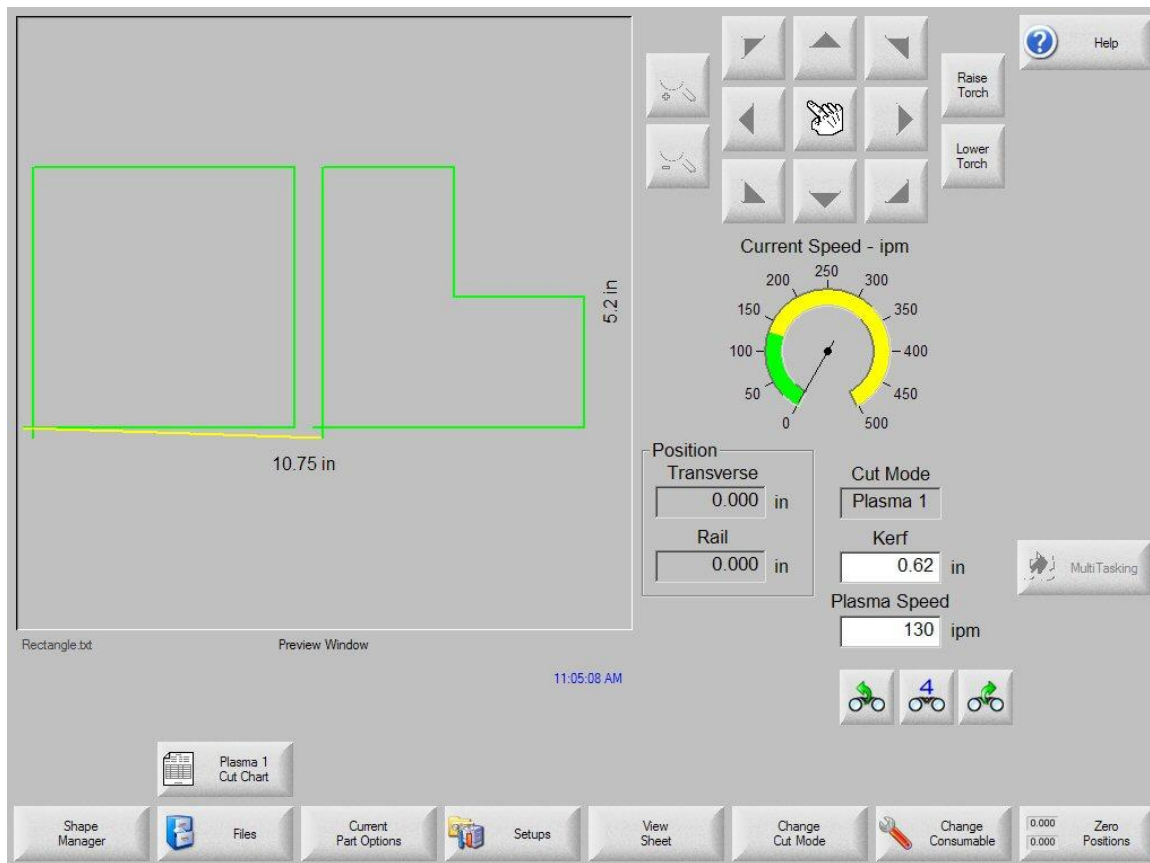 Help
Raise
Torch
Lower
Torch
Current Speed - ipm
0
50
100
150
200
250
300
350
400
450
500
5.2 in
10.75 in
Position
Transverse
0.000 in
Rail
0.000 in
Cut Mode
Plasma 1
Kerf
0.62 in
Plasma Speed
130 ipm
MultiTasking
Rectangle.txt
Preview Window
11:05:08 AM
4
Plasma 1
Cut Chart
Shape
Manager
Files
Current
Part Options
Setups
View
Sheet
Change
Cut Mode
Change
Consumable
0.000
0.000
Zero
Positions